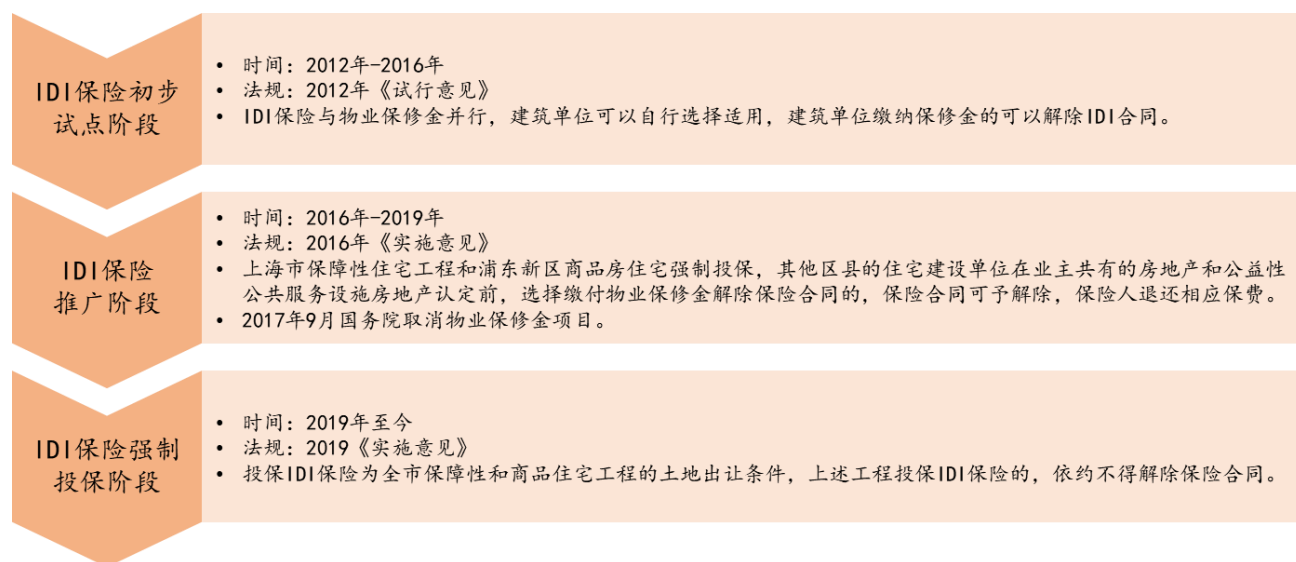 IDI保险初步
试点阶段
• 时间：2012年-2016年
• 法规：2012年《试行意见》
• IDI保险与物业保修金并行，建筑单位可以自行选择适用，建筑单位缴纳保修金的可以解除IDI合同。
IDI保险
推广阶段
• 时间：2016年-2019年
• 法规：2016年《实施意见》
• 上海市保障性住宅工程和浦东新区商品房住宅强制投保，其他区县的住宅建设单位在业主共有的房地产和公益性
公共服务设施房地产认定前，选择缴付物业保修金解除保险合同的，保险合同可予解除，保险人退还相应保费。
• 2017年9月国务院取消物业保修金项目。
IDI保险强制
投保阶段
• 时间：2019年至今
• 法规：2019《实施意见》
• 投保IDI保险为全市保障性和商品住宅工程的土地出让条件，上述工程投保IDI保险的，依约不得解除保险合同。